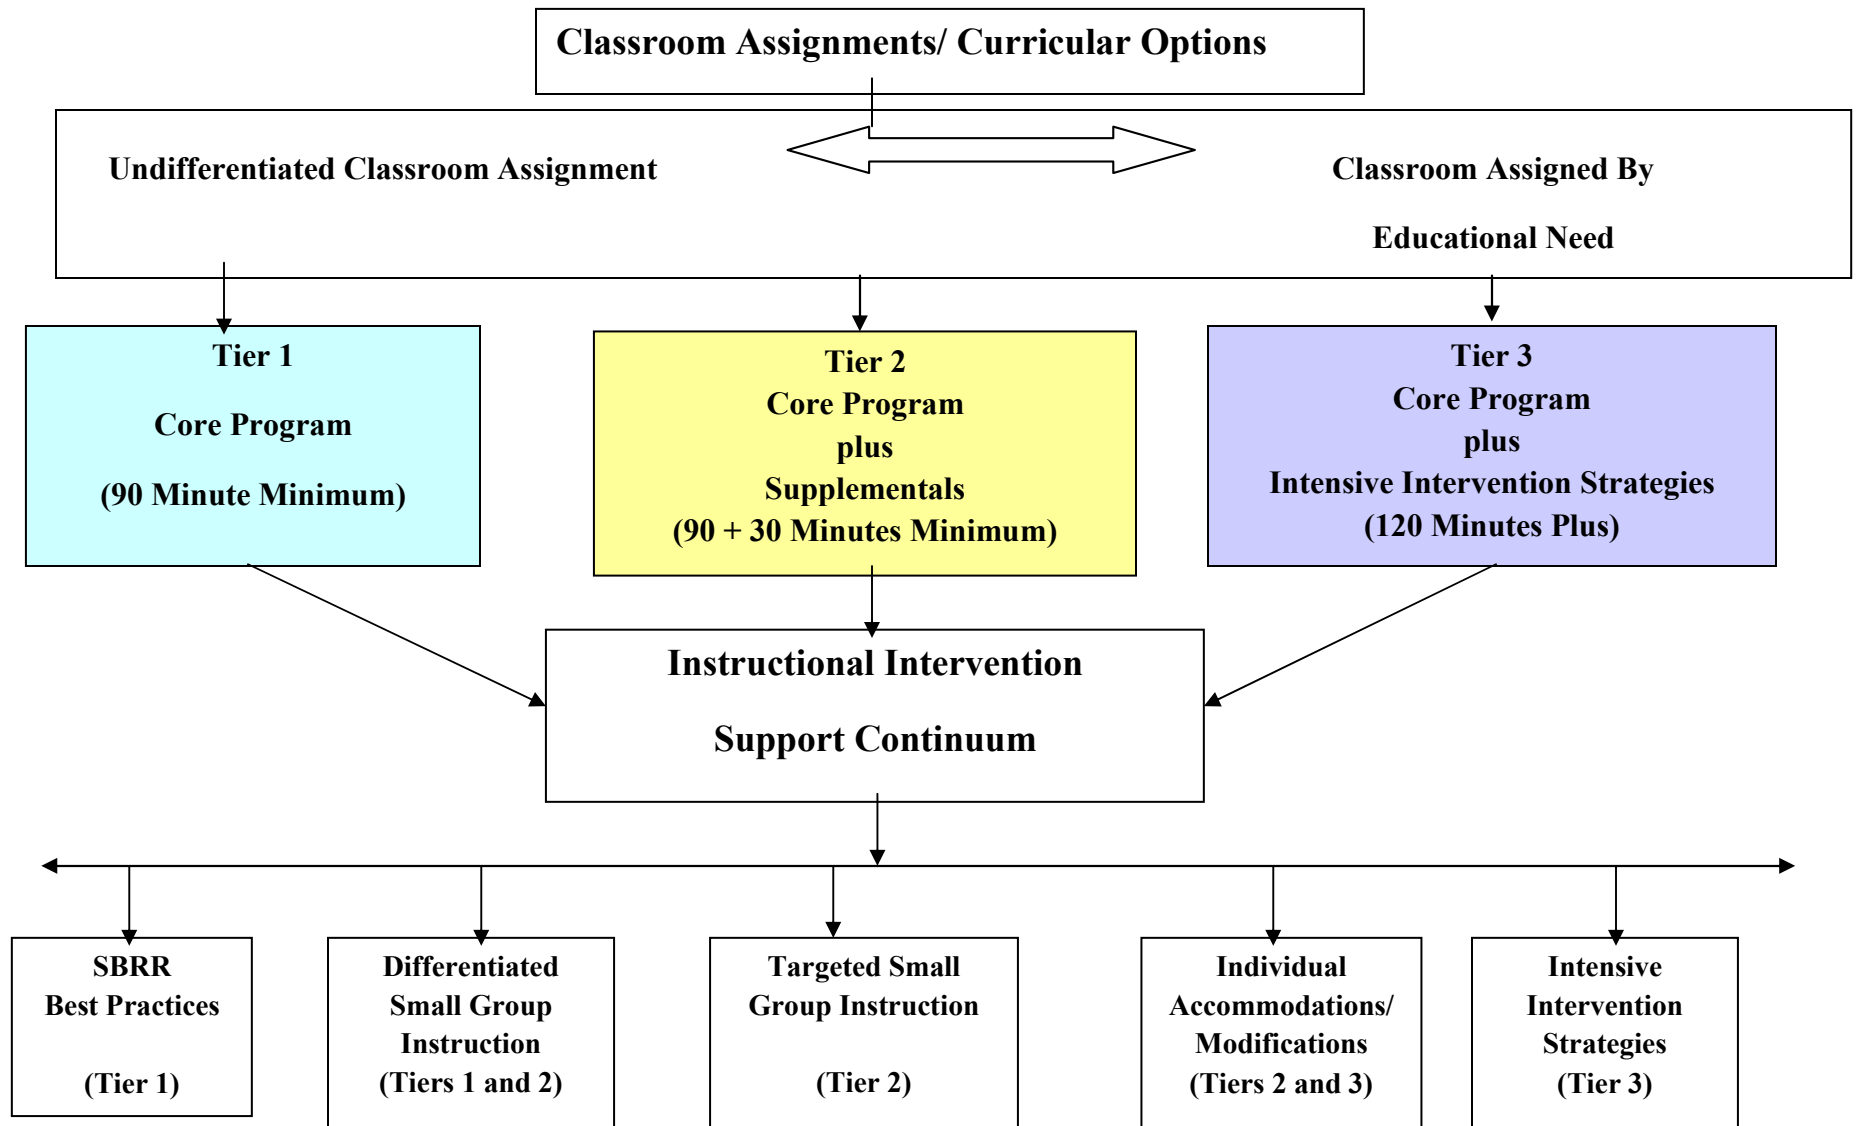 Classroom Assignments/ Curricular Options
Undifferentiated Classroom Assignment
Classroom Assigned By
Educational Need
Tier 1
Core Program
(90 Minute Minimum)
Tier 2
Core Program
plus
Supplementals
(90 + 30 Minutes Minimum)
Tier 3
Core Program
plus
Intensive Intervention Strategies
(120 Minutes Plus)
Instructional Intervention
Support Continuum
SBRR
Best Practices
(Tier 1)
Differentiated
Small Group
Instruction
(Tiers 1 and 2)
Targeted Small
Group Instruction
(Tier 2)
Individual
Accommodations/
Modifications
(Tiers 2 and 3)
Intensive
Intervention
Strategies
(Tier 3)